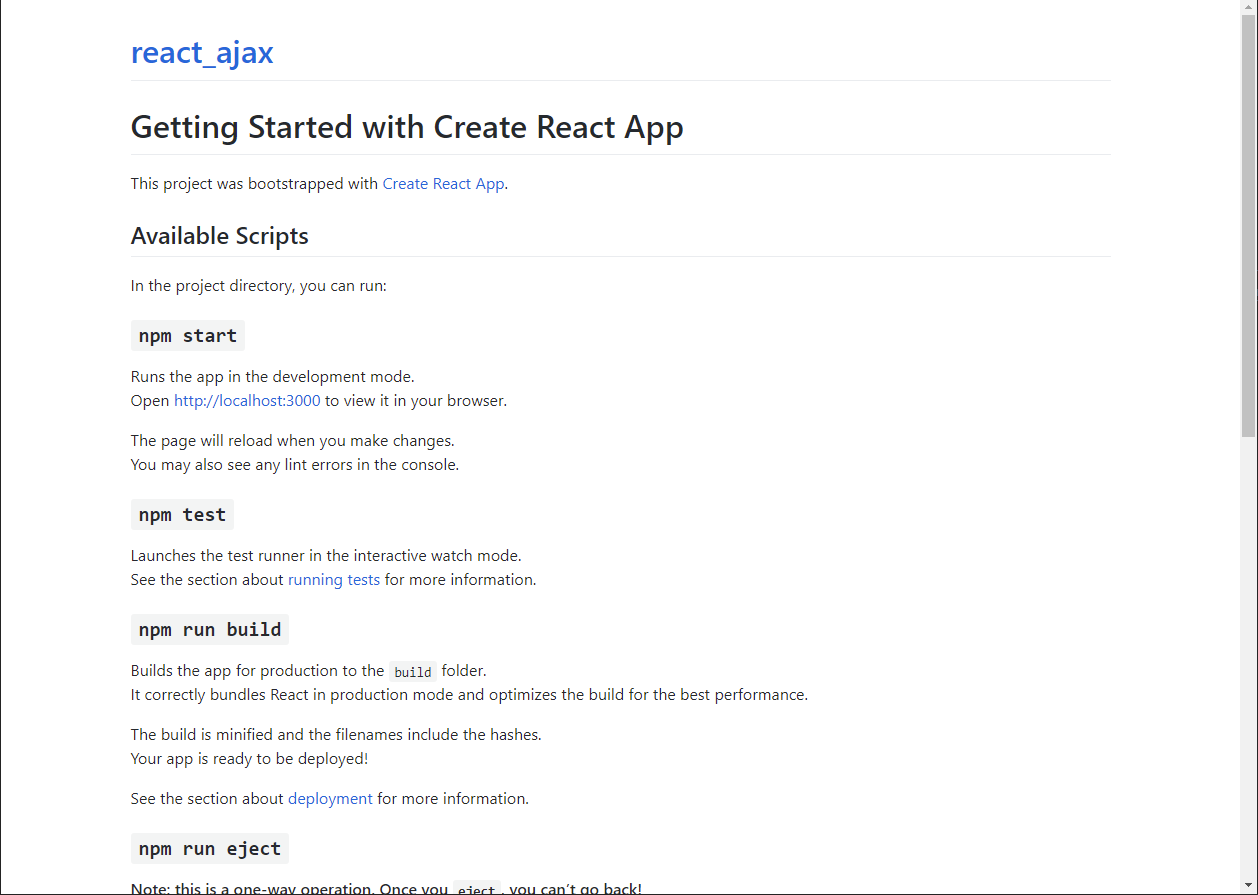 react_ajax
Getting Started with Create React App
This project was bootstrapped with Create React App.
Available Scripts
In the project directory, you can run:
npm start
Runs the app in the development mode.
Open http://localhost:3000 to view it in your browser.
The page will reload when you make changes.
You may also see any lint errors in the console.
npm test
Launches the test runner in the interactive watch mode.
See the section about running tests for more information.
npm run build
Builds the app for production to the build folder.
It correctly bundles React in production mode and optimizes the build for the best performance.
The build is minified and the filenames include the hashes.
Your app is ready to be deployed!
See the section about deployment for more information.
npm run eject
Note: this is a one-way operation. Once you eject, you can't go back!